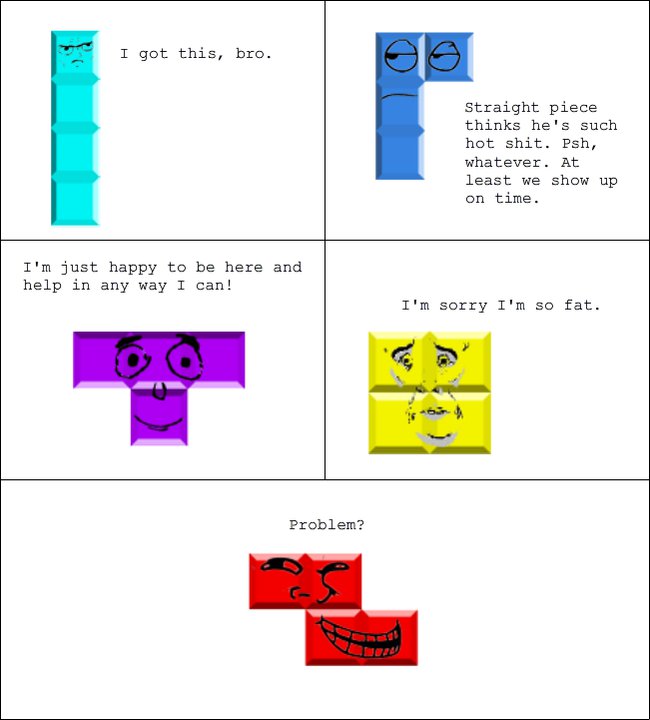 I got this, bro.
Straight piece
thinks he's such
hot shit. Psh,
whatever. At
least we show up
on time.
I'm just happy to be here and
help in any way I can!
I'm sorry I'm so fat.
Problem?